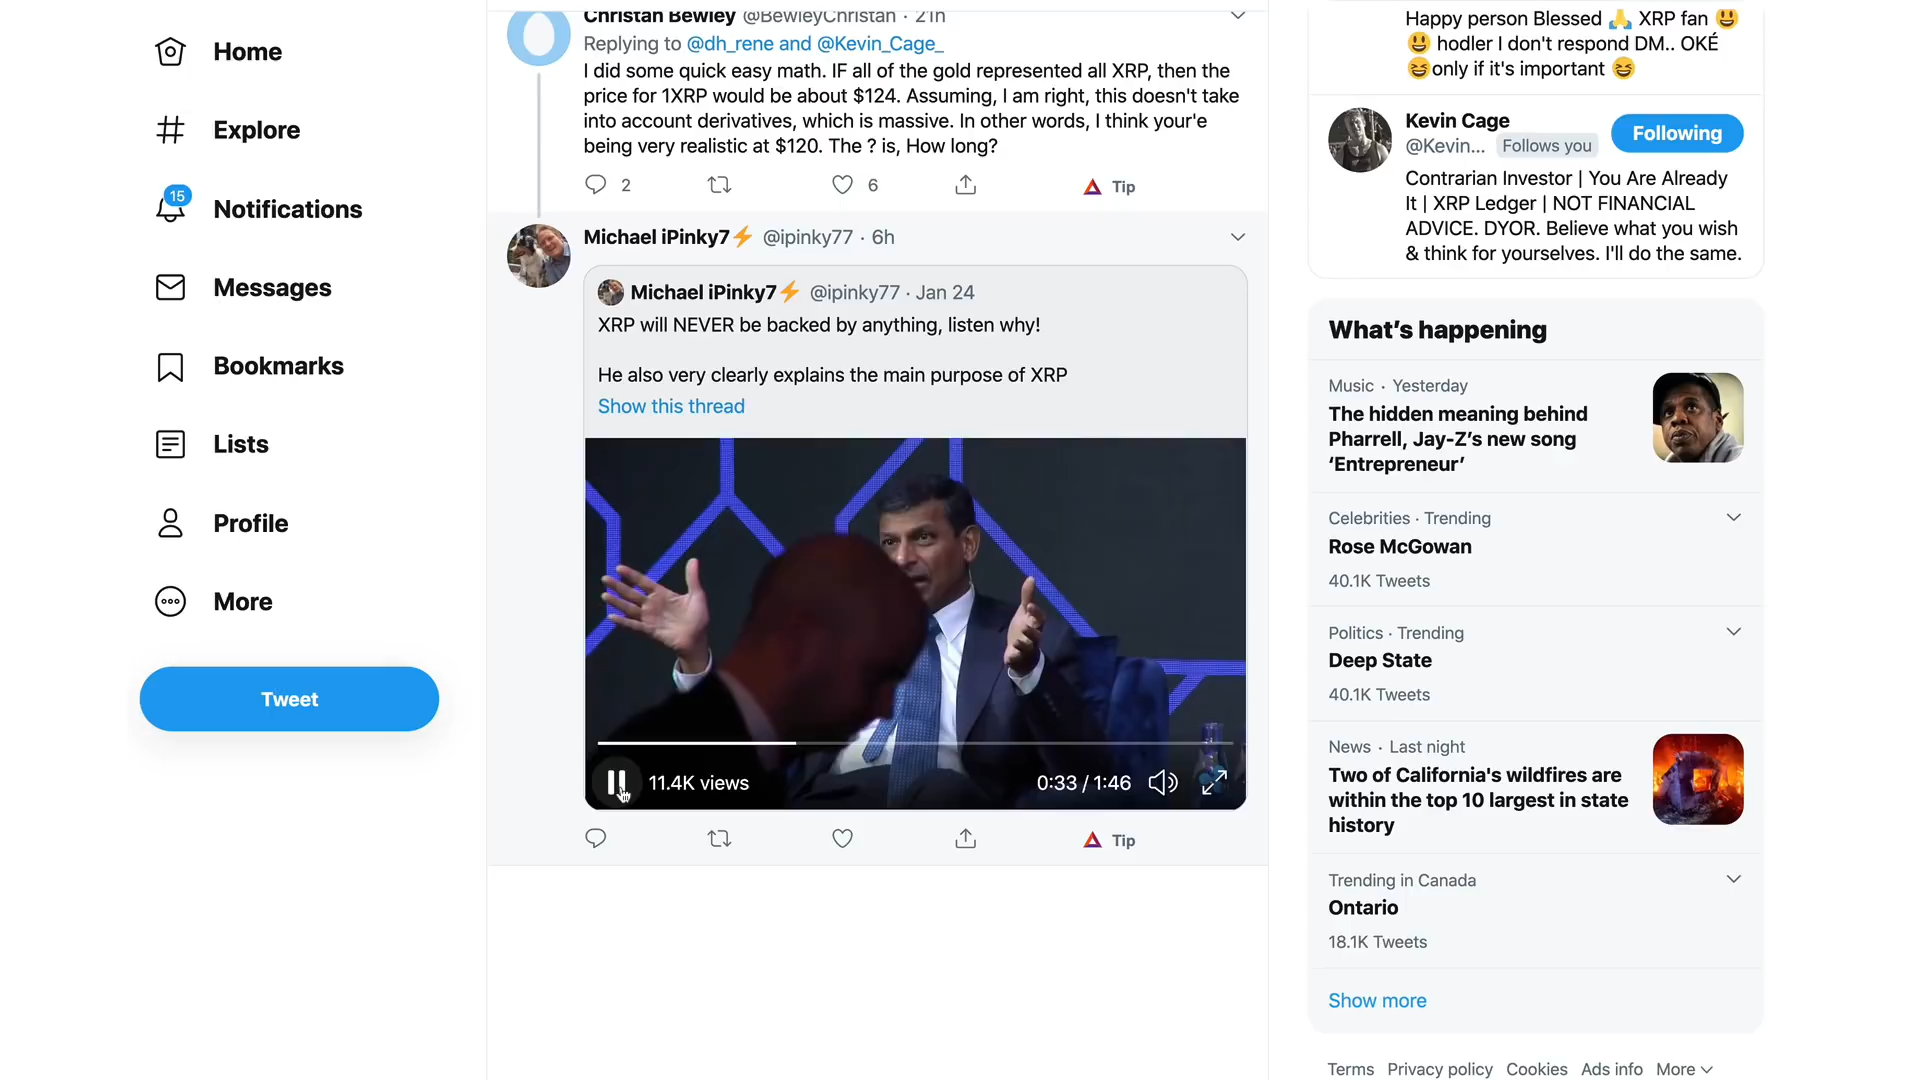 Home
Explore
15
Notifications
Messages
Bookmarks
Lists
Profile
More
Tweet
Christan Bewley @BewleyChristan · 21h
Replying to @dh_rene and @Kevin_Cage_
I did some quick easy math. IF all of the gold represented all XRP, then the
price for 1XRP would be about $124. Assuming, I am right, this doesn't take
into account derivatives, which is massive. In other words, I think your'e
being very realistic at $120. The ? is, How long?
2
6
Tip
Michael iPinky7⚡ @ipinky77 · 6h
Michael iPinky7⚡ @ipinky77 · Jan 24
XRP will NEVER be backed by anything, listen why!
He also very clearly explains the main purpose of XRP
Show this thread
11.4K views
0:33 / 1:46
Tip
Happy person Blessed 🙏 XRP fan 😃
😃 hodler I don't respond DM.. OKÉ
😆only if it's important 😆
Kevin Cage
@Kevin... Follows you
Following
Contrarian Investor | You Are Already
It | XRP Ledger | NOT FINANCIAL
ADVICE. DYOR. Believe what you wish
& think for yourselves. I'll do the same.
What's happening
Music · Yesterday
The hidden meaning behind
Pharrell, Jay-Z's new song
‘Entrepreneur’
Celebrities · Trending
Rose McGowan
40.1K Tweets
Politics · Trending
Deep State
40.1K Tweets
News · Last night
Two of California's wildfires are
within the top 10 largest in state
history
Trending in Canada
Ontario
18.1K Tweets
Show more
Terms Privacy policy Cookies Ads info More